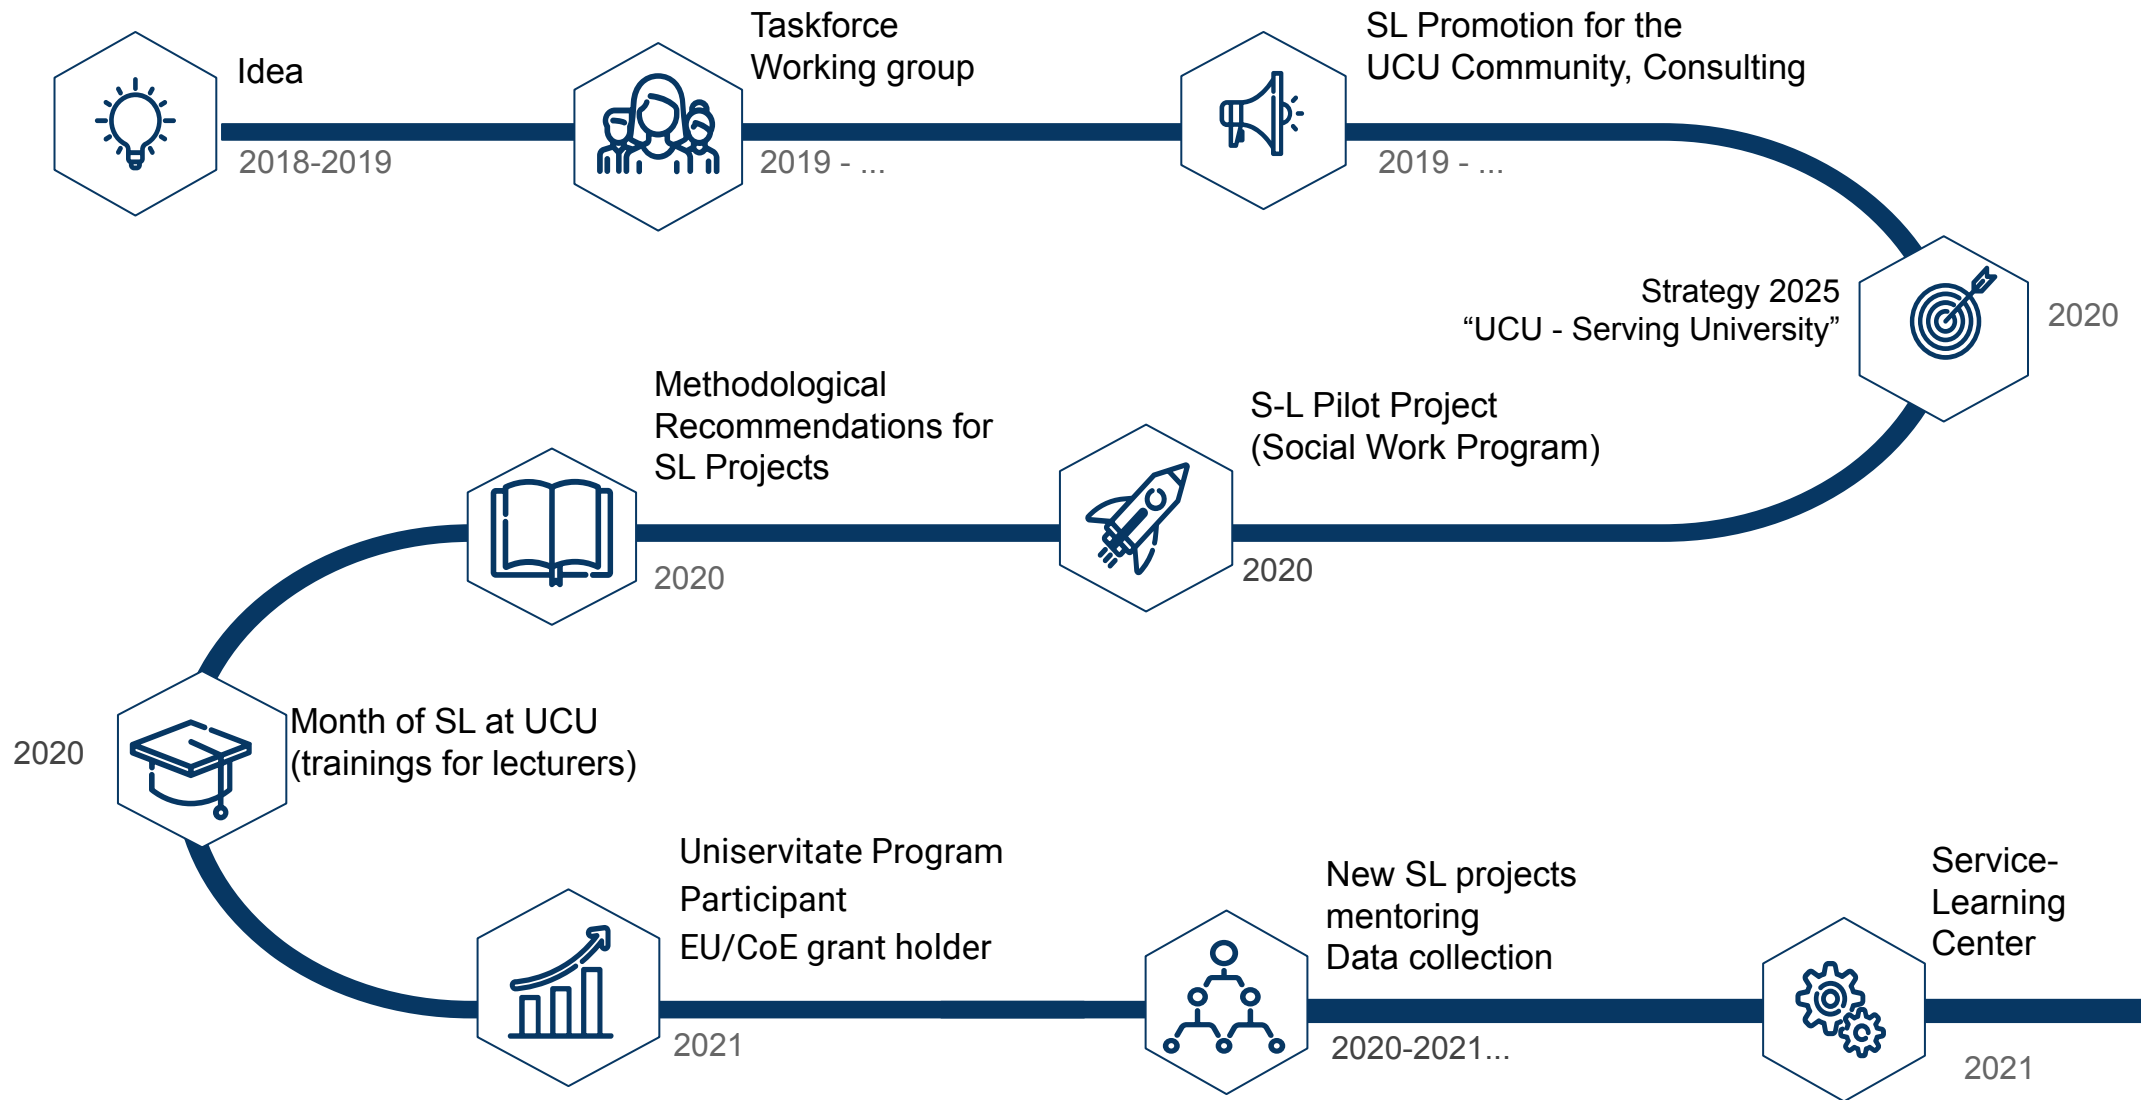 Idea
2018-2019
Taskforce
Working group
2019 - ...
SL Promotion for the
UCU Community, Consulting
2019 - ...
Strategy 2025
“UCU - Serving University”
2020
S-L Pilot Project
(Social Work Program)
2020
Methodological
Recommendations for
SL Projects
2020
Month of SL at UCU
(trainings for lecturers)
2020
Uniservitate Program
Participant
EU/CoE grant holder
2021
New SL projects
mentoring
Data collection
2020-2021...
Service-
Learning
Center
2021